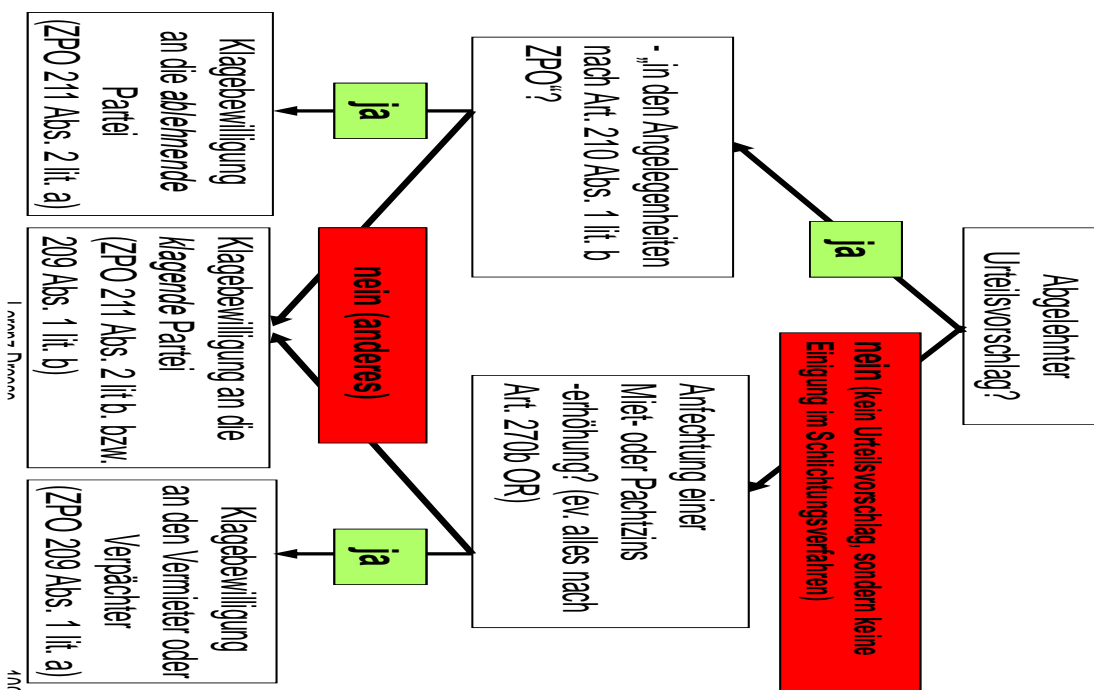 Abgelehnter
Urteilsvorschlag?
ja
nein (kein Urteilsvorschlag, sondern keine
Einigung im Schlichtungsverfahren)
- „in den Angelegenheiten
nach Art. 210 Abs. 1 lit. b
ZPO“?
Anfechtung einer
Miet- oder Pachtzins
-erhöhung? (ev. alles nach
Art. 270b OR)
ja
nein (anderes)
ja
Klagebewilligung
an die ablehnende
Partei
(ZPO 211 Abs. 2 lit. a)
Klagebewilligung an die
klagende Partei
(ZPO 211 Abs. 2 lit b. bzw.
209 Abs. 1 lit. b)
Klagebewilligung
an den Vermieter oder
Verpächter
(ZPO 209 Abs. 1 lit. a)